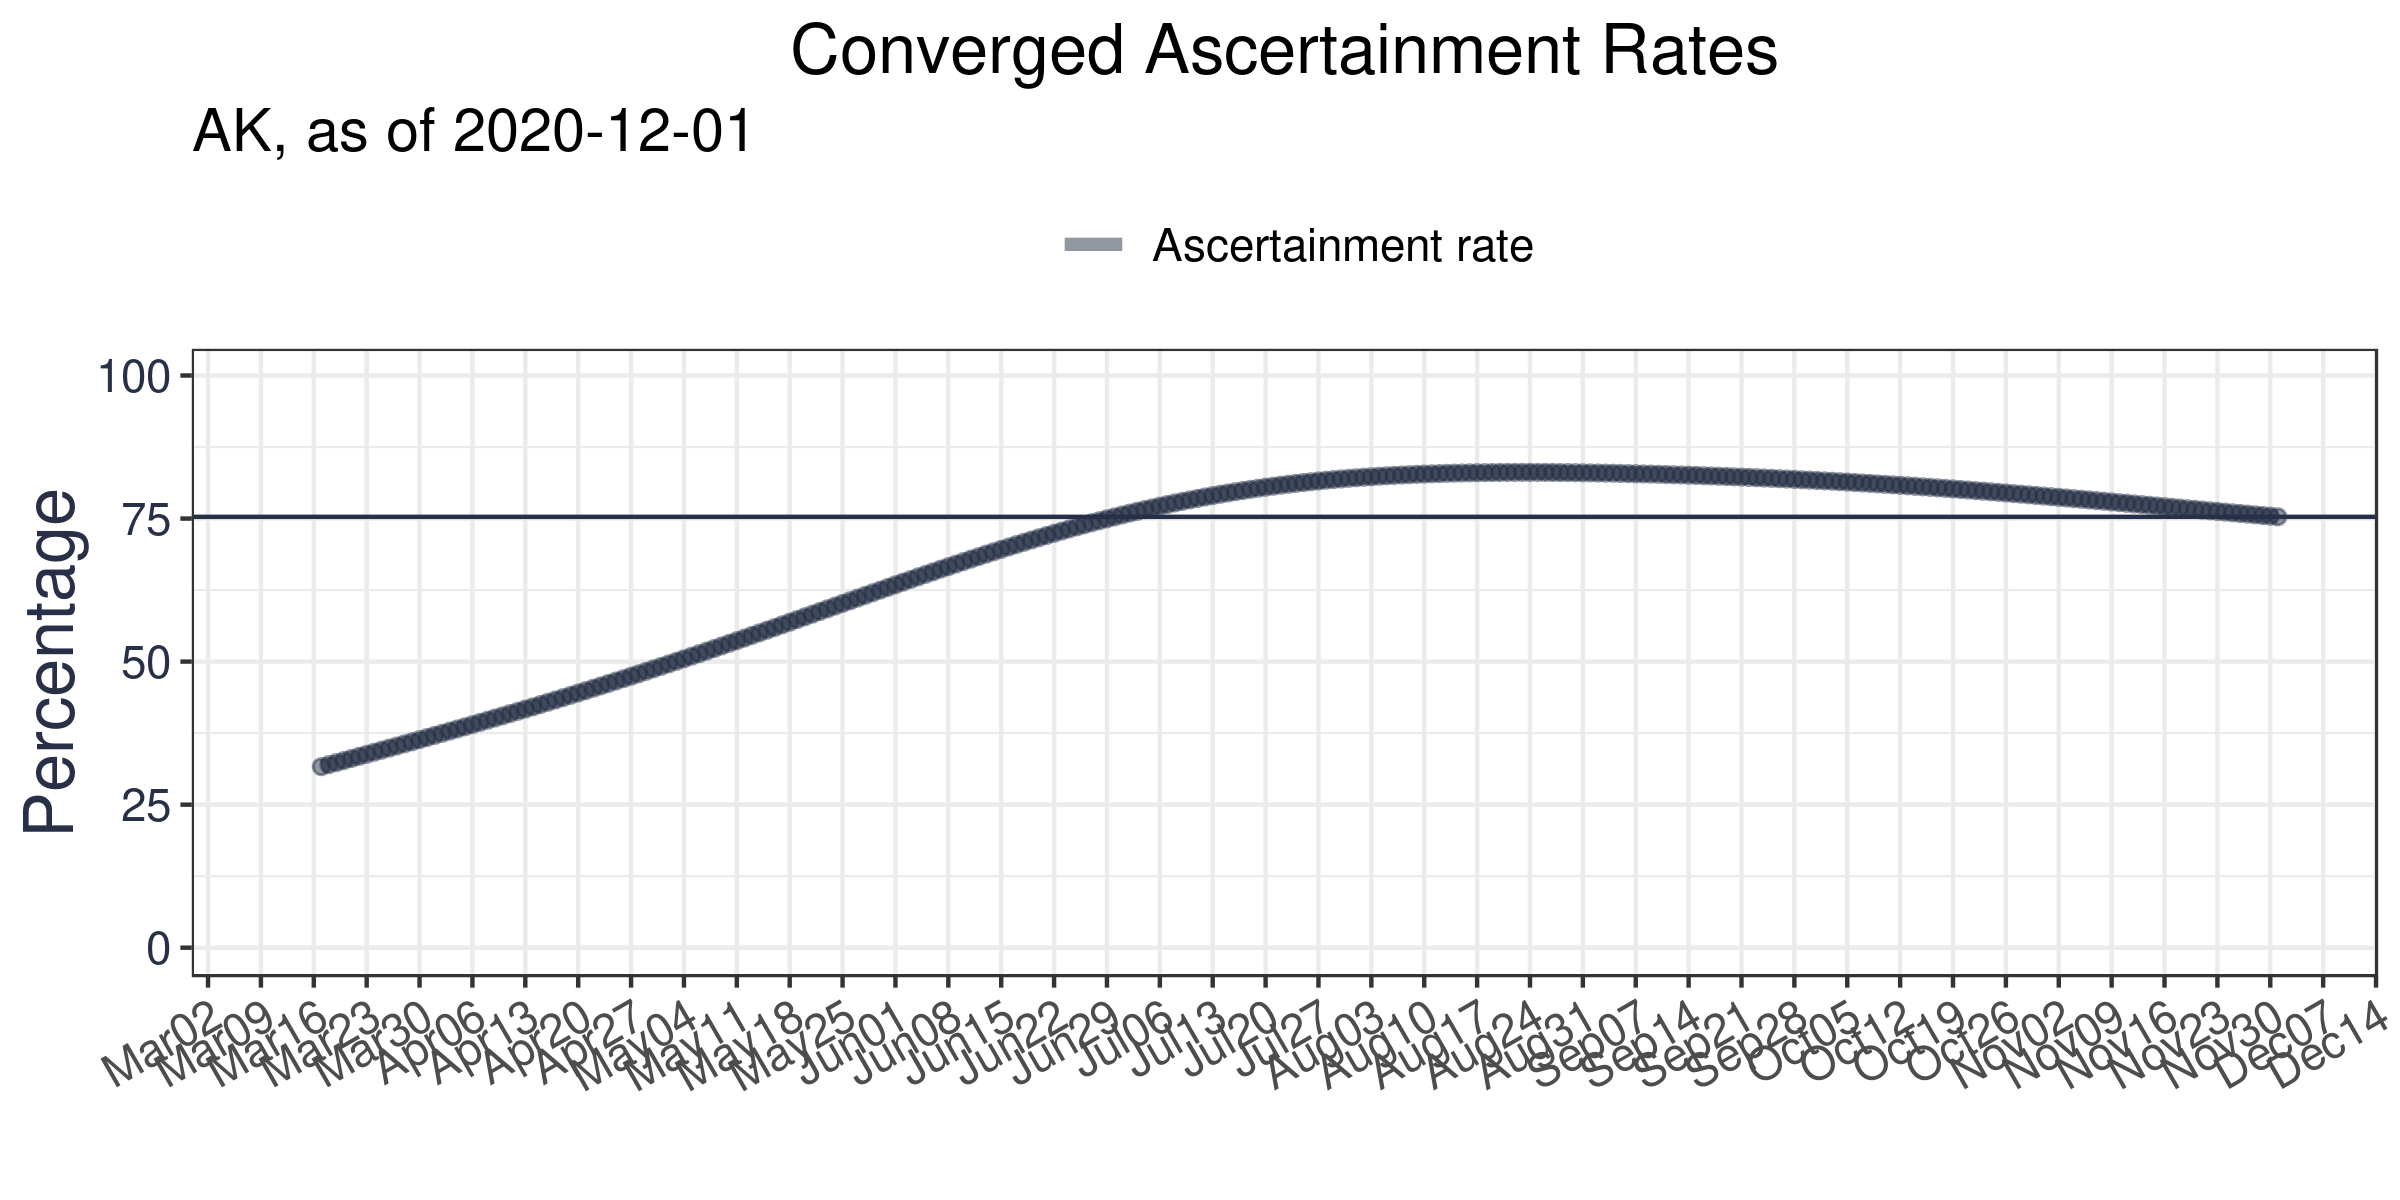 Converged Ascertainment Rates
AK, as of 2020-12-01
Ascertainment rate
Percentage
100
75
50
25
0
Mar02 Mar09 Mar16 Mar23 Mar30 Apr06 Apr13 Apr20 Apr27 May04 May11 May18 May25 Jun01 Jun08 Jun15 Jun22 Jun29 Jul06 Jul13 Jul20 Jul27 Aug03 Aug10 Aug17 Aug24 Aug31 Sep07 Sep14 Sep21 Sep28 Oct05 Oct12 Oct19 Oct26 Nov02 Nov09 Nov16 Nov23 Nov30 Dec07 Dec14